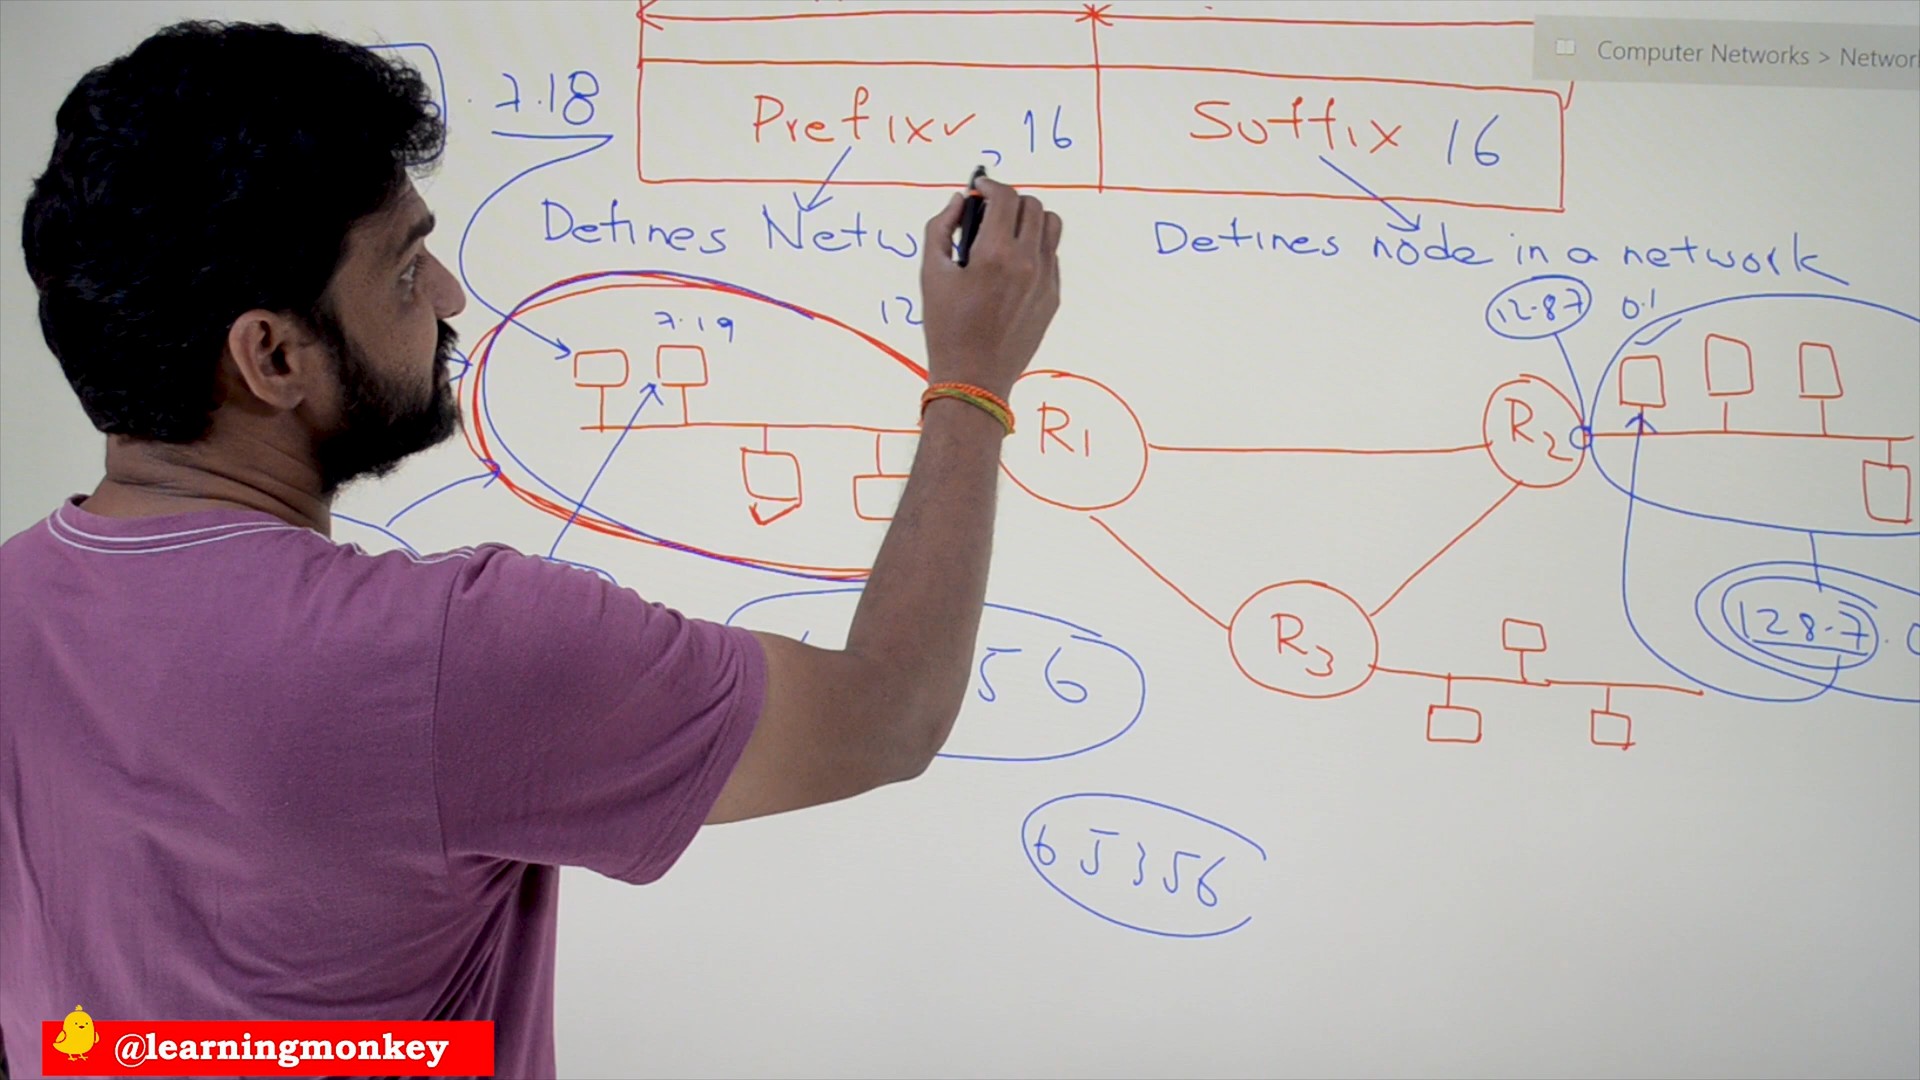 Computer Networks > Networ
.7.18
Prefix 16
Suffix 16
Defines Netw
Defines node in a network
7.19
12
12.87
0.1
R1
R2
R3
128.7.
56
65356
@learningmonkey